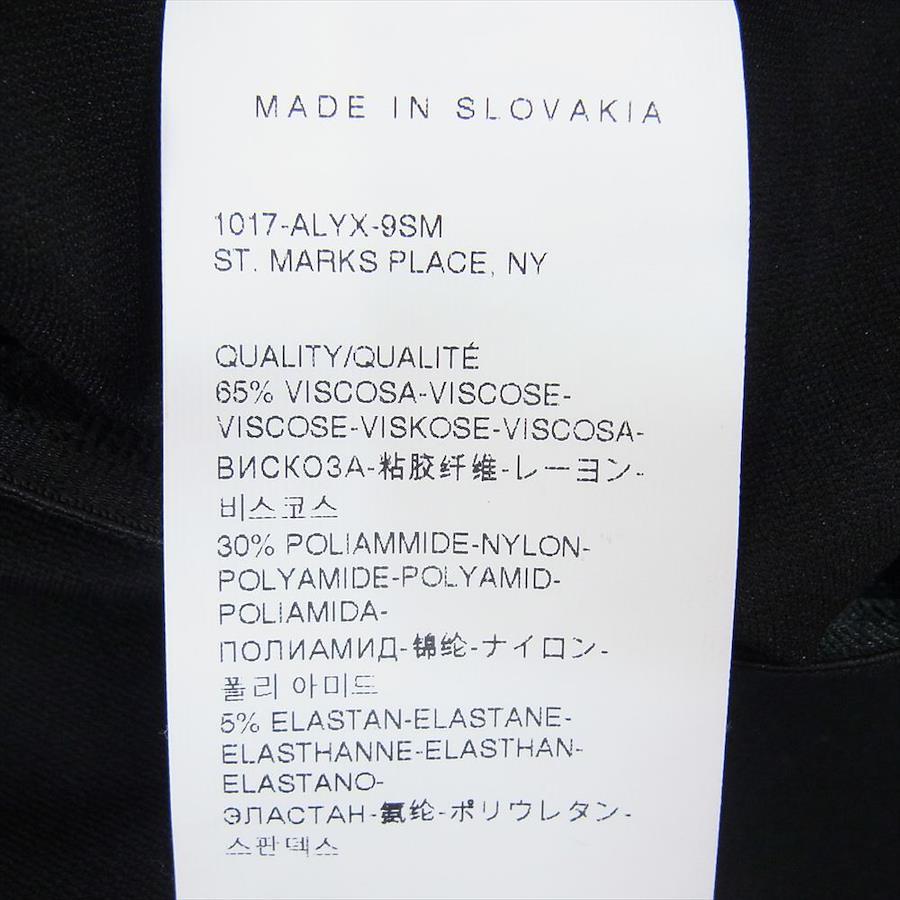 MADE IN SLOVAKIA
1017-ALYX-9SM
ST. MARKS PLACE, NY
QUALITY/QUALITÉ
65% VISCOSA-VISCOSE-
VISCOSE-VISKOSE-VISCOSA-
ВИСКОЗА-粘胶纤维-レーヨン-
비스코스
30% POLIAMMIDE-NYLON-
POLYAMIDE-POLYAMID-
POLIAMIDA-
ПОЛИАМИД-锦纶-ナイロン-
폴리 아미드
5% ELASTAN-ELASTANE-
ELASTHANNE-ELASTHAN-
ELASTANO-
ЭЛАСТАН-氨纶-ポリウレタン-
스판덱스